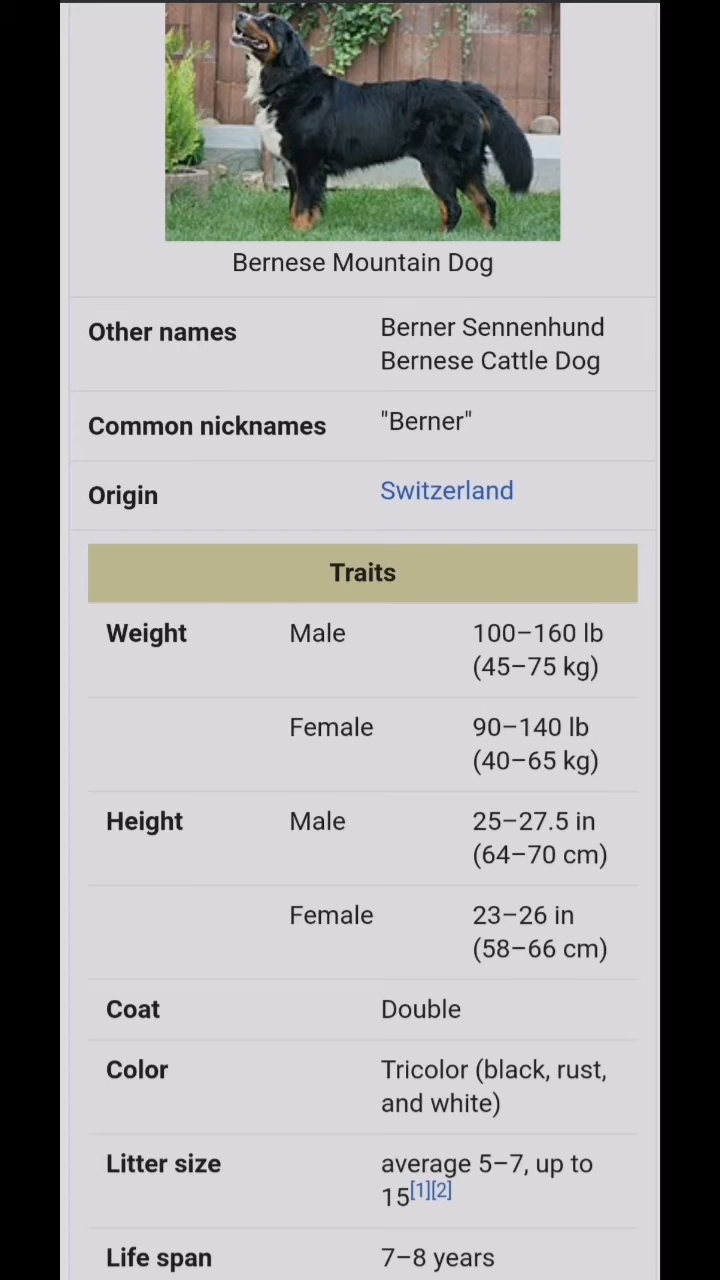 Bernese Mountain Dog
Other names
Berner Sennenhund
Bernese Cattle Dog
Common nicknames
"Berner"
Origin
Switzerland
Traits
Weight Male 100–160 lb
(45–75 kg)
Female 90–140 lb
(40–65 kg)
Height Male 25–27.5 in
(64–70 cm)
Female 23–26 in
(58–66 cm)
Coat Double
Color Tricolor (black, rust,
and white)
Litter size average 5–7, up to
15[1][2]
Life span 7–8 years